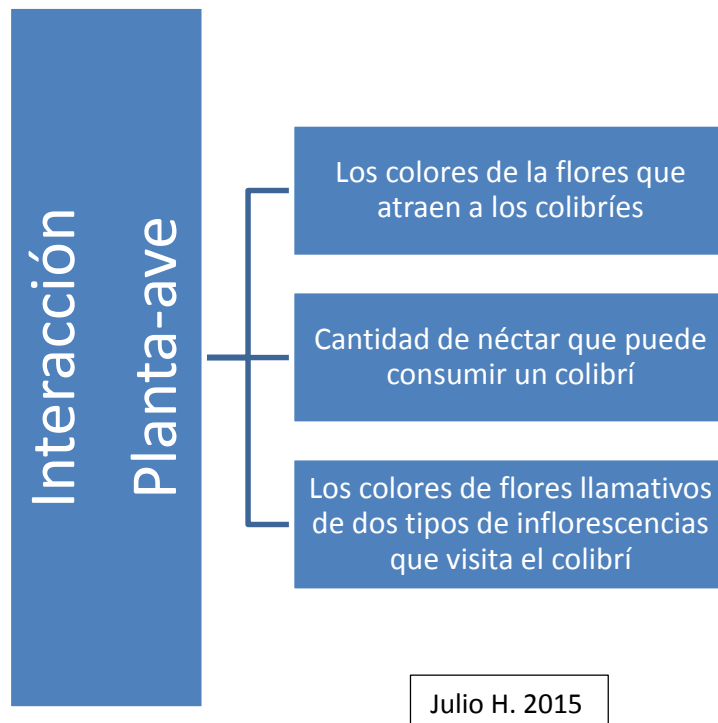 Interacción
Planta-ave
Los colores de la flores que
atraen a los colibríes
Cantidad de néctar que puede
consumir un colibrí
Los colores de flores llamativos
de dos tipos de inflorescencias
que visita el colibrí
Julio H. 2015